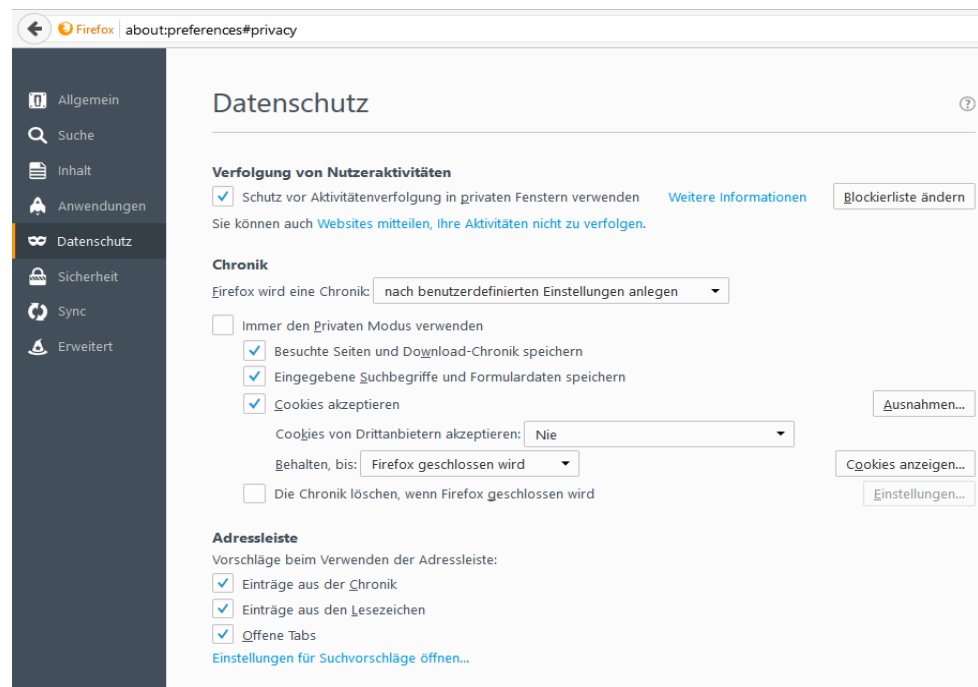 Firefox about:preferences#privacy
Allgemein
Suche
Inhalt
Anwendungen
Datenschutz
Sicherheit
Sync
Erweitert
Datenschutz
Verfolgung von Nutzeraktivitäten
Schutz vor Aktivitätenverfolgung in privaten Fenstern verwenden Weitere Informationen Blockierliste ändern
Sie können auch Websites mitteilen, Ihre Aktivitäten nicht zu verfolgen.
Chronik
Firefox wird eine Chronik: nach benutzerdefinierten Einstellungen anlegen
Immer den Privaten Modus verwenden
Besuchte Seiten und Download-Chronik speichern
Eingegebene Suchbegriffe und Formulardaten speichern
Cookies akzeptieren Ausnahmen...
Cookies von Drittanbietern akzeptieren: Nie
Behalten, bis: Firefox geschlossen wird Cookies anzeigen...
Die Chronik löschen, wenn Firefox geschlossen wird Einstellungen...
Adressleiste
Vorschläge beim Verwenden der Adressleiste:
Einträge aus der Chronik
Einträge aus den Lesezeichen
Offene Tabs
Einstellungen für Suchvorschläge öffnen...